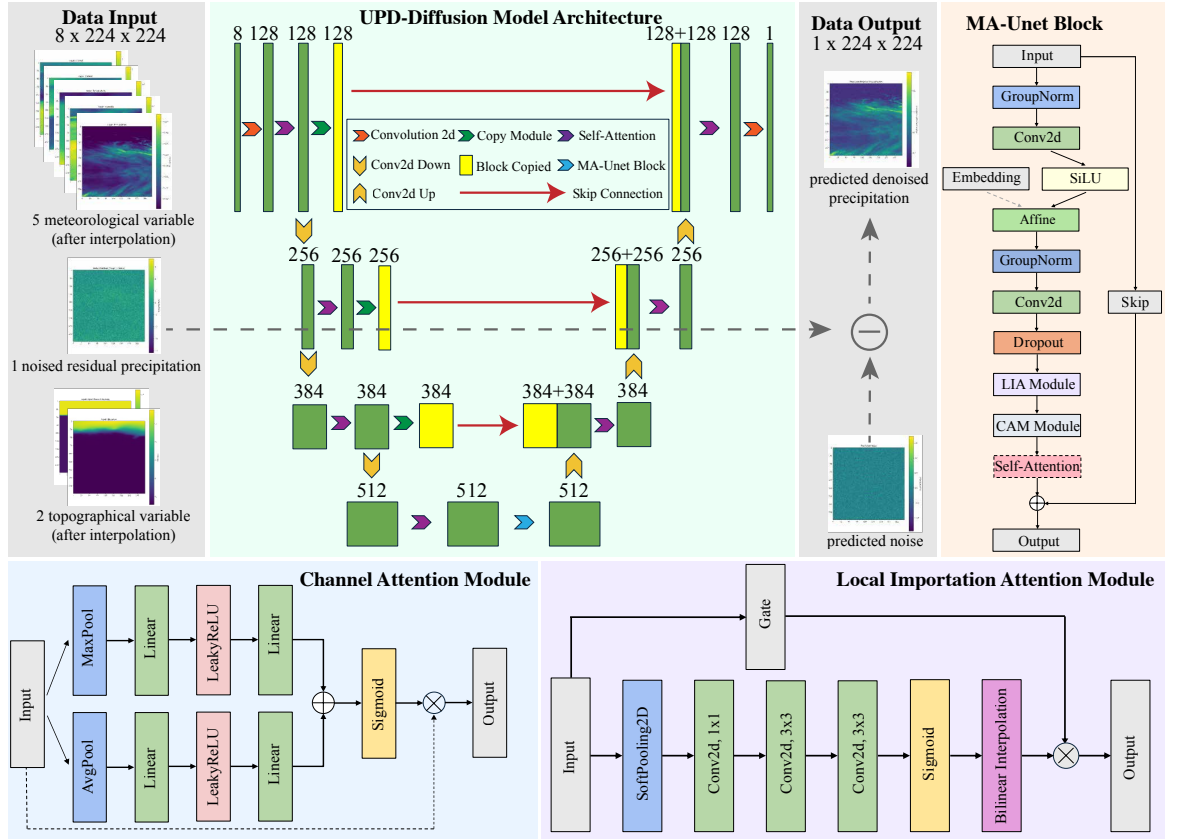 Data Input
8 x 224 x 224
5 meteorological variable
(after interpolation)
1 noised residual precipitation
2 topographical variable
(after interpolation)
UPD-Diffusion Model Architecture
8 128 128 128
128+128 128 1
Convolution 2d
Copy Module
Self-Attention
Conv2d Down
Block Copied
MA-Unet Block
Conv2d Up
Skip Connection
256 256 256
256+256 256
384 384 384
384+384 384
512 512 512
Data Output
1 x 224 x 224
predicted denoised
precipitation
predicted noise
MA-Unet Block
Input
GroupNorm
Conv2d
Embedding
SiLU
Affine
GroupNorm
Conv2d
Skip
Dropout
LIA Module
CAM Module
Self-Attention
Output
Channel Attention Module
Input
MaxPool
Linear
LeakyReLU
Linear
AvgPool
Linear
LeakyReLU
Linear
Sigmoid
Output
Local Importation Attention Module
Gate
Input
SoftPooling2D
Conv2d, 1x1
Conv2d, 3x3
Conv2d, 3x3
Sigmoid
Bilinear Interpolation
Output